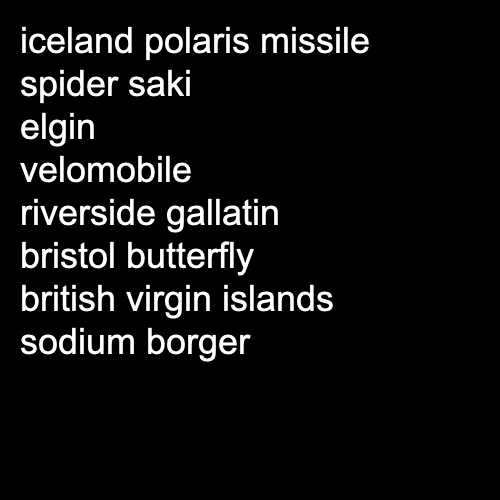 iceland polaris missile
spider saki
elgin
velomobile
riverside gallatin
bristol butterfly
british virgin islands
sodium borger